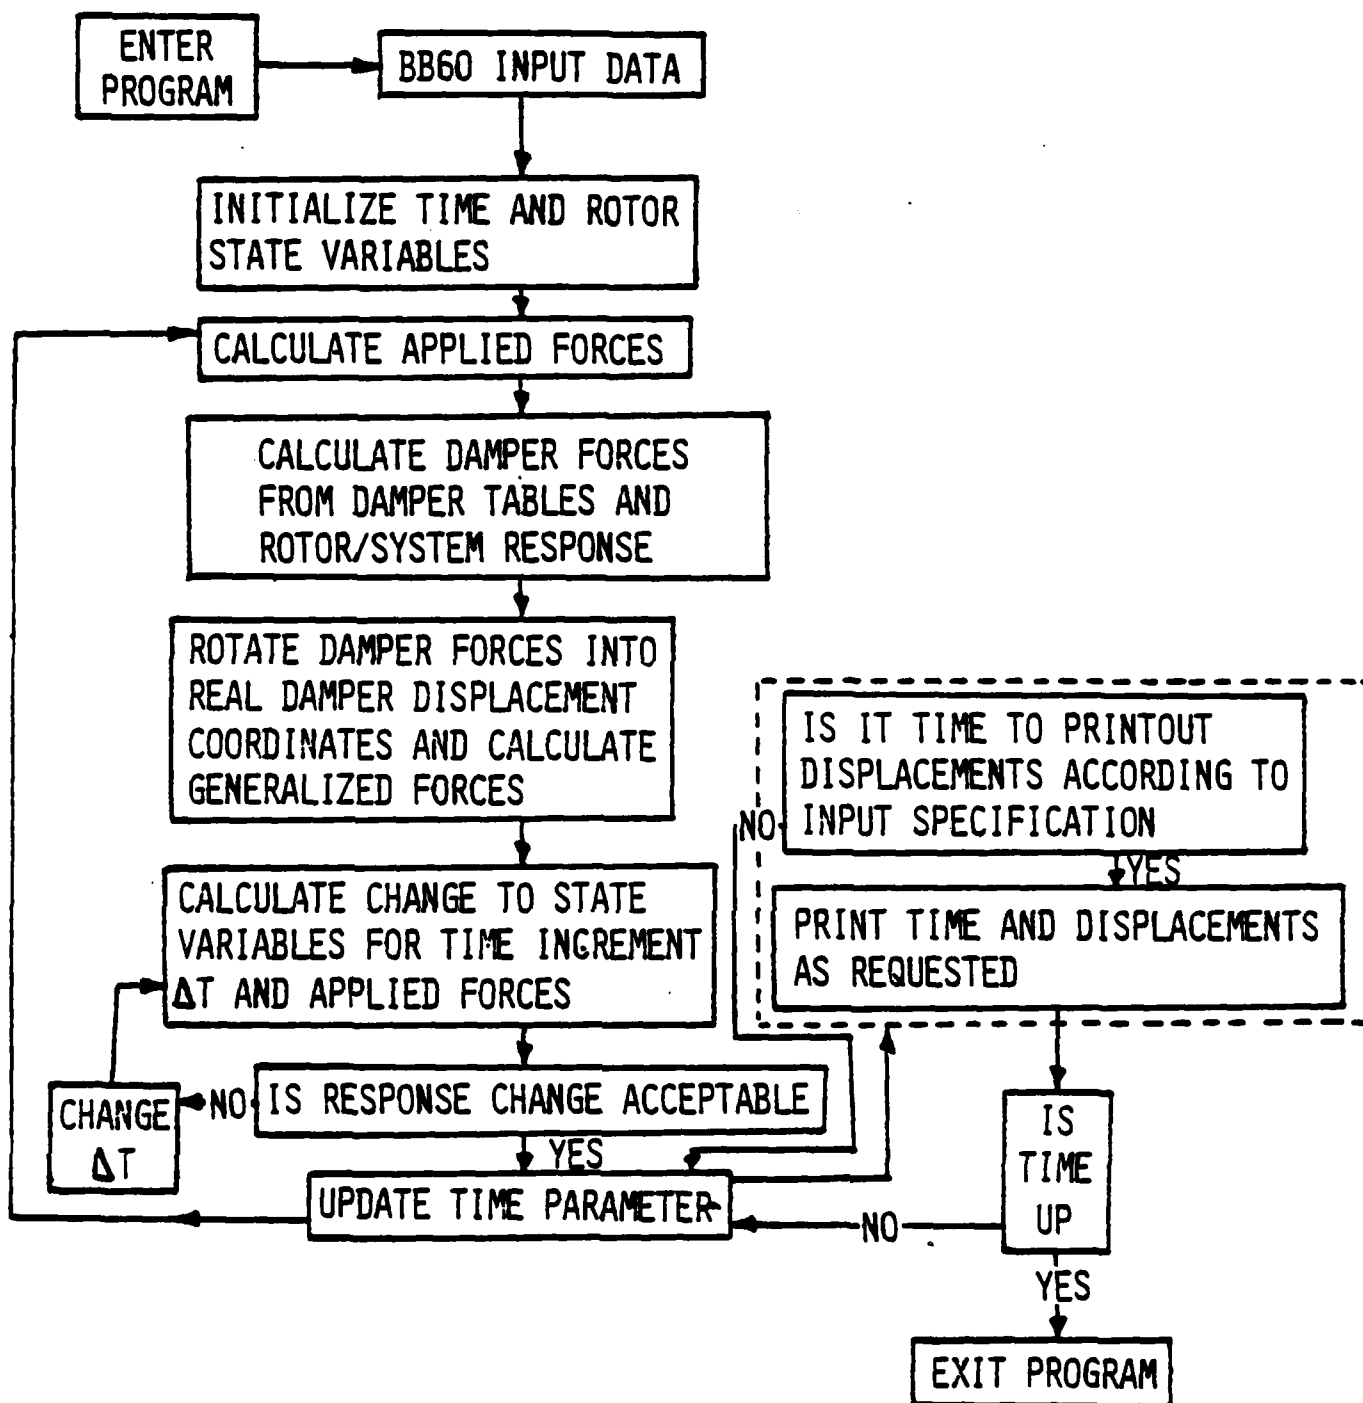 ENTER
PROGRAM
BB60 INPUT DATA
INITIALIZE TIME AND ROTOR
STATE VARIABLES
CALCULATE APPLIED FORCES
CALCULATE DAMPER FORCES
FROM DAMPER TABLES AND
ROTOR/SYSTEM RESPONSE
ROTATE DAMPER FORCES INTO
REAL DAMPER DISPLACEMENT
COORDINATES AND CALCULATE
GENERALIZED FORCES
CALCULATE CHANGE TO STATE
VARIABLES FOR TIME INCREMENT
ΔT AND APPLIED FORCES
IS RESPONSE CHANGE ACCEPTABLE
NO
CHANGE
ΔT
YES
UPDATE TIME PARAMETER
IS IT TIME TO PRINTOUT
DISPLACEMENTS ACCORDING TO
INPUT SPECIFICATION
NO
YES
PRINT TIME AND DISPLACEMENTS
AS REQUESTED
IS
TIME
UP
NO
YES
EXIT PROGRAM